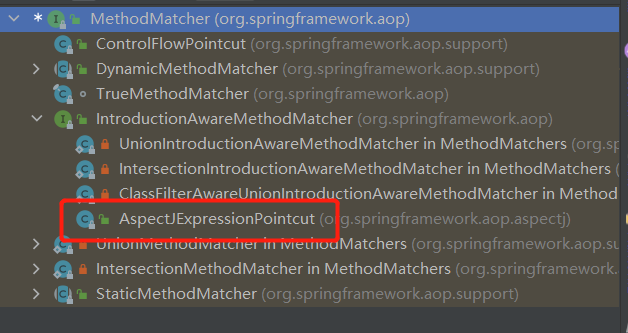 * MethodMatcher (org.springframework.aop)
ControlFlowPointcut (org.springframework.aop.support)
DynamicMethodMatcher (org.springframework.aop.support)
TrueMethodMatcher (org.springframework.aop)
IntroductionAwareMethodMatcher (org.springframework.aop)
UnionIntroductionAwareMethodMatcher in MethodMatchers (org.springfram
IntersectionIntroductionAwareMethodMatcher in MethodMatchers (org.sp
ClassFilterAwareUnionIntroductionAwareMethodMatcher in Method
AspectJExpressionPointcut (org.springframework.aop.aspectj)
UnionMethodMatcher in MethodMatchers (org.springframework.aop.su
IntersectionMethodMatcher in MethodMatchers (org.springframework.
StaticMethodMatcher (org.springframework.aop.support)